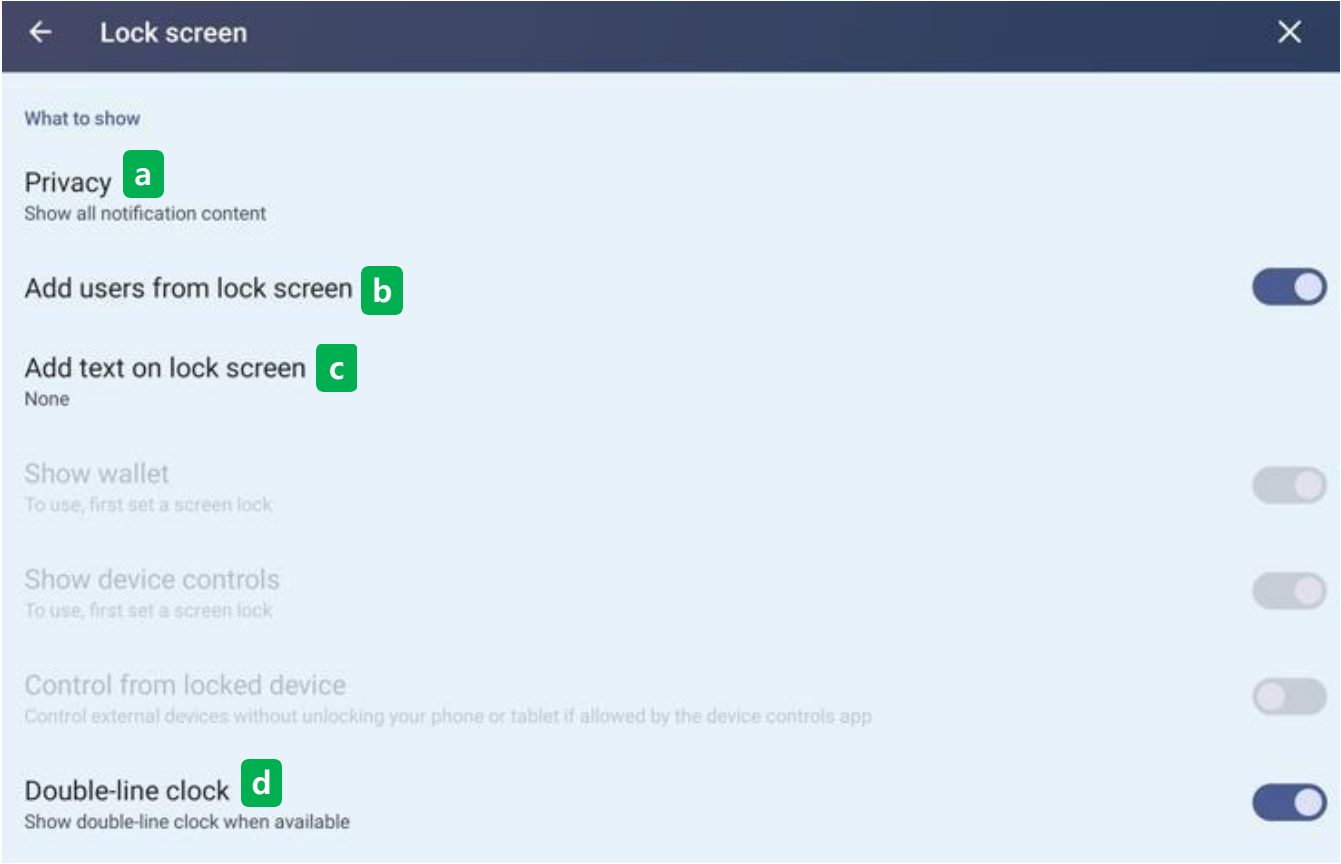 Lock screen
What to show
Privacy a
Show all notification content
Add users from lock screen b
Add text on lock screen c
None
Show wallet
To use, first set a screen lock
Show device controls
To use, first set a screen lock
Control from locked device
Control external devices without unlocking your phone or tablet if allowed by the device controls app
Double-line clock d
Show double-line clock when available